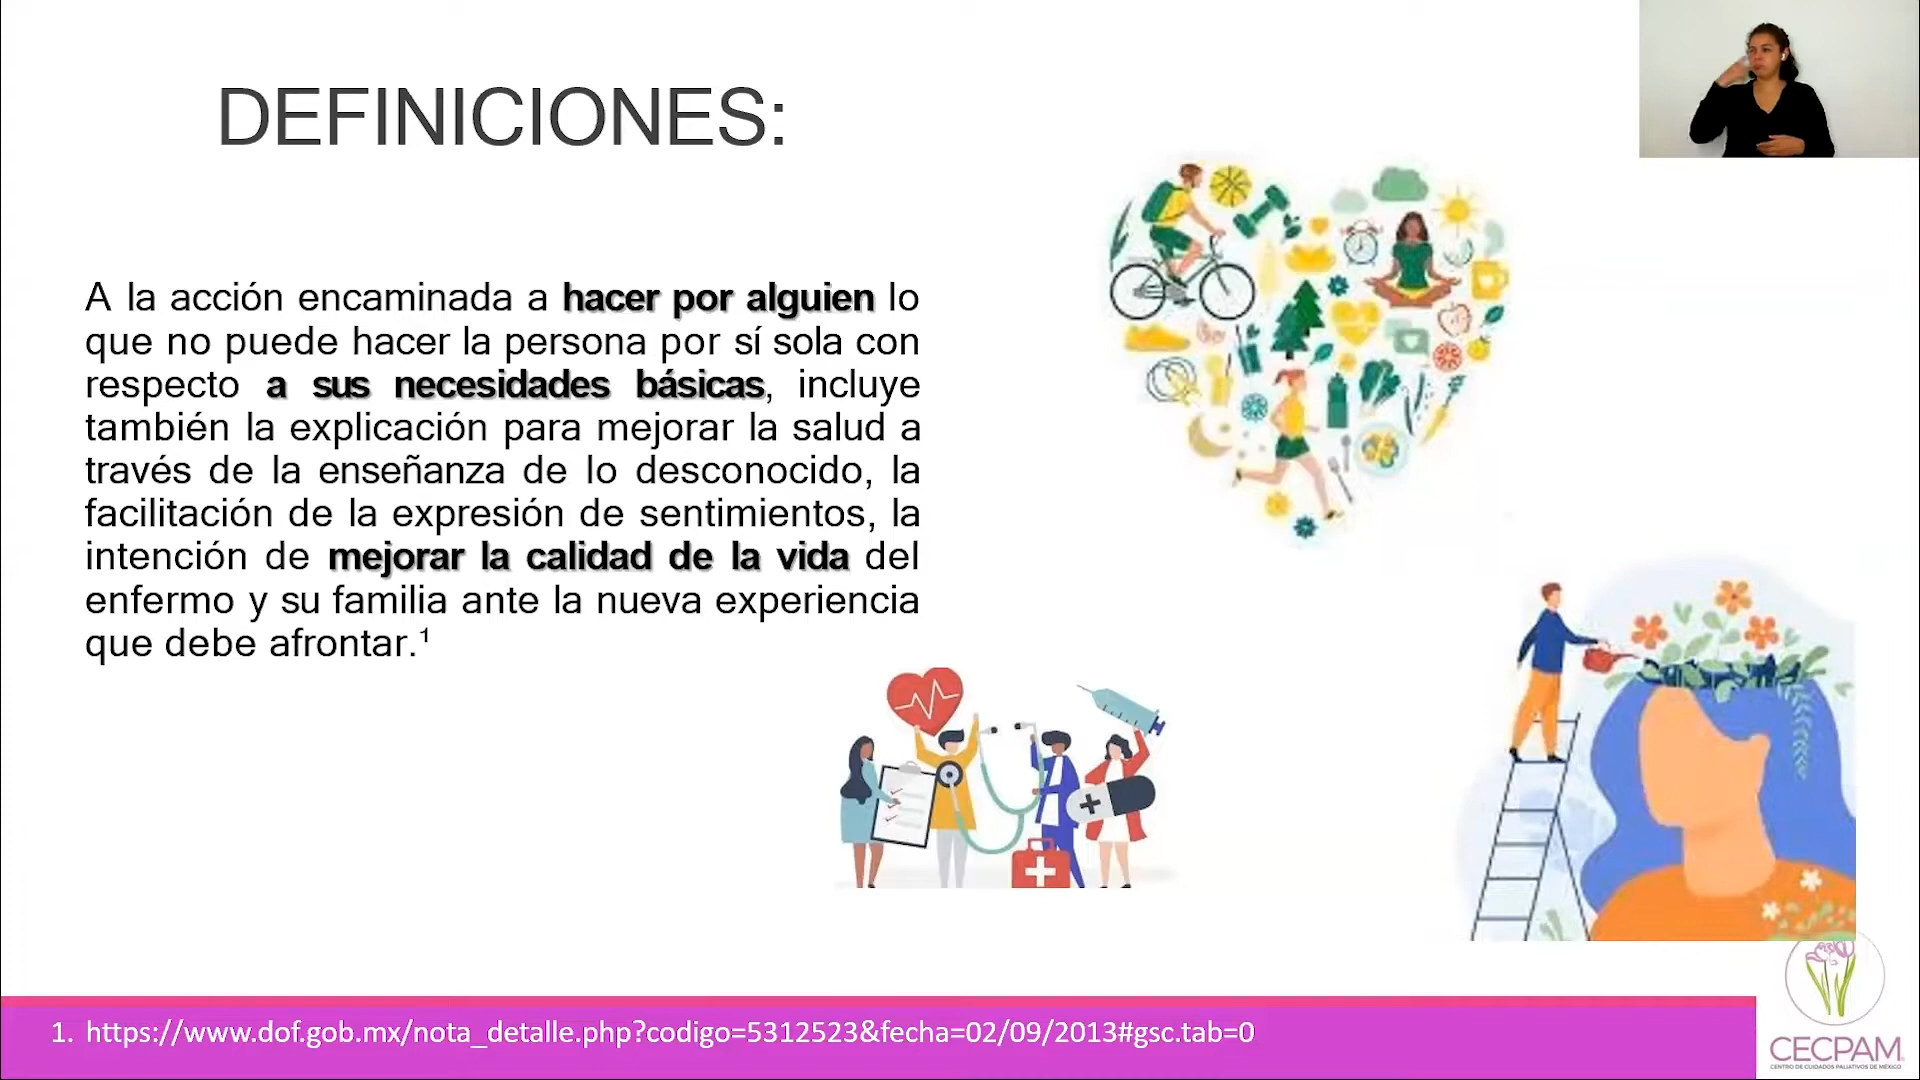 DEFINICIONES:
A la acción encaminada a hacer por alguien lo
que no puede hacer la persona por sí sola con
respecto a sus necesidades básicas, incluye
también la explicación para mejorar la salud a
través de la enseñanza de lo desconocido, la
facilitación de la expresión de sentimientos, la
intención de mejorar la calidad de la vida del
enfermo y su familia ante la nueva experiencia
que debe afrontar.¹
1. https://www.dof.gob.mx/nota_detalle.php?codigo=5312523&fecha=02/09/2013#gsc.tab=0
CECPAM
CENTRO DE CUIDADOS PALIATIVOS DE MÉXICO